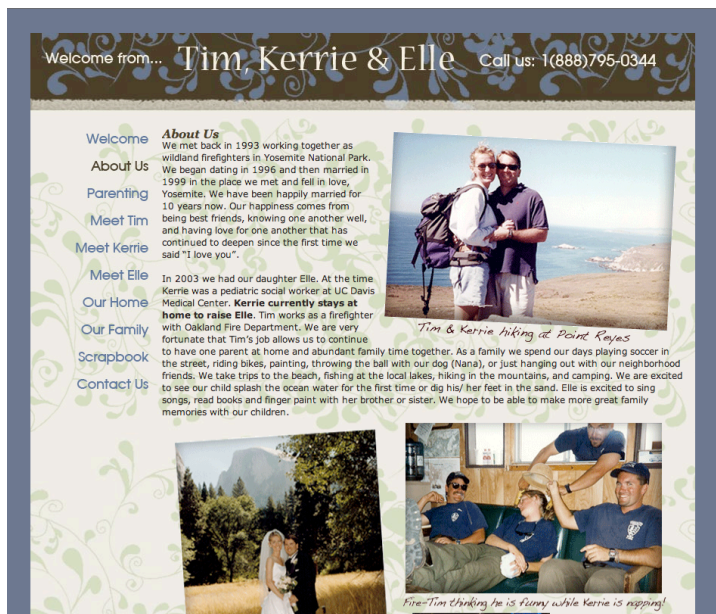 Welcome from... Tim, Kerrie & Elle Call us: 1(888)795-0344
Welcome
About Us
Parenting
Meet Tim
Meet Kerrie
Meet Elle
Our Home
Our Family
Scrapbook
Contact Us
About Us
We met back in 1993 working together as
wildland firefighters in Yosemite National Park.
We began dating in 1996 and then married in
1999 in the place we met and fell in love,
Yosemite. We have been happily married for
10 years now. Our happiness comes from
being best friends, knowing one another well,
and having love for one another that has
continued to deepen since the first time we
said “I love you”.
In 2003 we had our daughter Elle. At the time
Kerrie was a pediatric social worker at UC Davis
Medical Center. Kerrie currently stays at
home to raise Elle. Tim works as a firefighter
with Oakland Fire Department. We are very
fortunate that Tim’s job allows us to continue
to have one parent at home and abundant family time together. As a family we spend our days playing soccer in
the street, riding bikes, painting, throwing the ball with our dog (Nana), or just hanging out with our neighborhood
friends. We take trips to the beach, fishing at the local lakes, hiking in the mountains, and camping. We are excited
to see our child splash the ocean water for the first time or dig his/ her feet in the sand. Elle is excited to sing
songs, read books and finger paint with her brother or sister. We hope to be able to make more great family
memories with our children.
Tim & Kerrie hiking at Point Reyes
Fire-Tim thinking he is funny while Kerrie is napping!